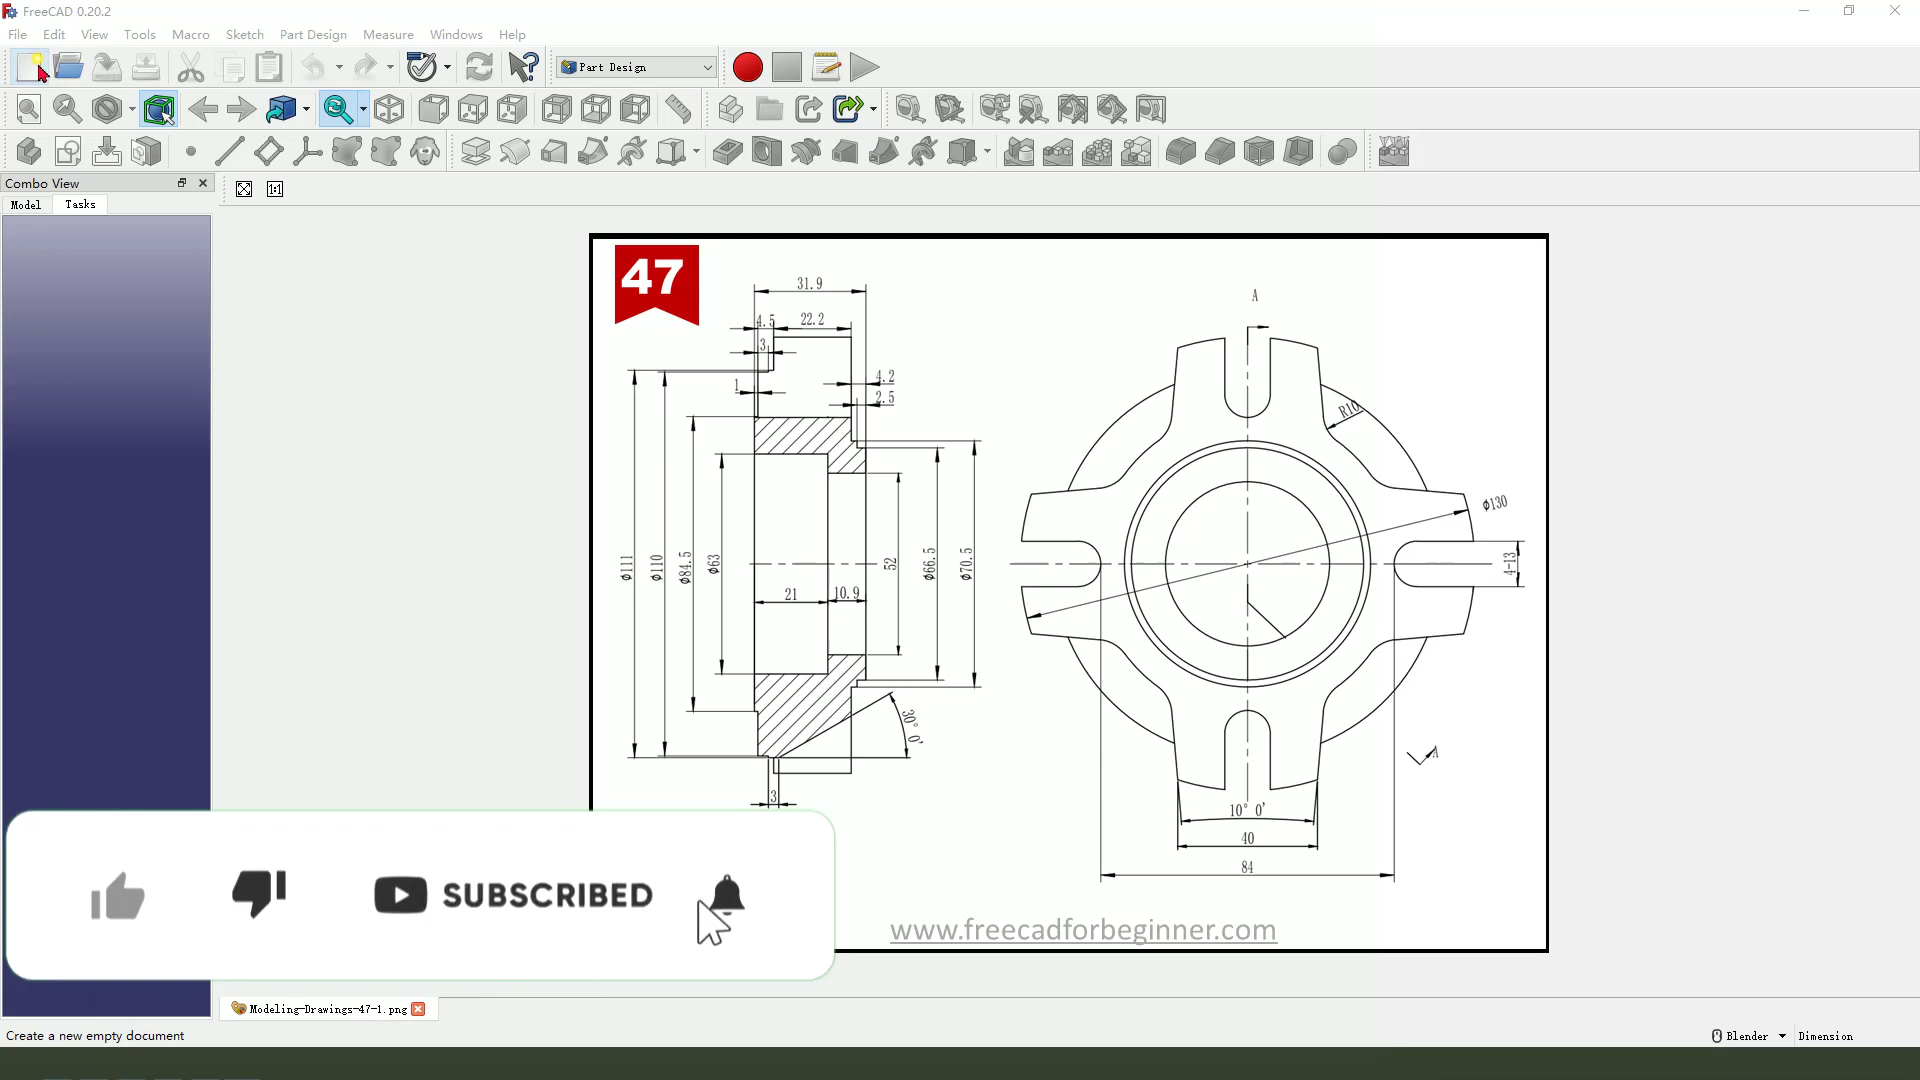 FreeCAD 0.20.2
File Edit View Tools Macro Sketch Part Design Measure Windows Help
Part Design
1:1
Combo View
Model Tasks
47
31.9
4.5 22.2
3
1
4.2
2.5
ϕ111
ϕ110
ϕ84.5
ϕ63
21
10.9
52
ϕ66.5
ϕ70.5
30° 0'
3
A
R10
ϕ130
4-13
A
10° 0'
40
84
SUBSCRIBED
www.freecadforbeginner.com
Modeling-Drawings-47-1.png
Create a new empty document
Blender
Dimension